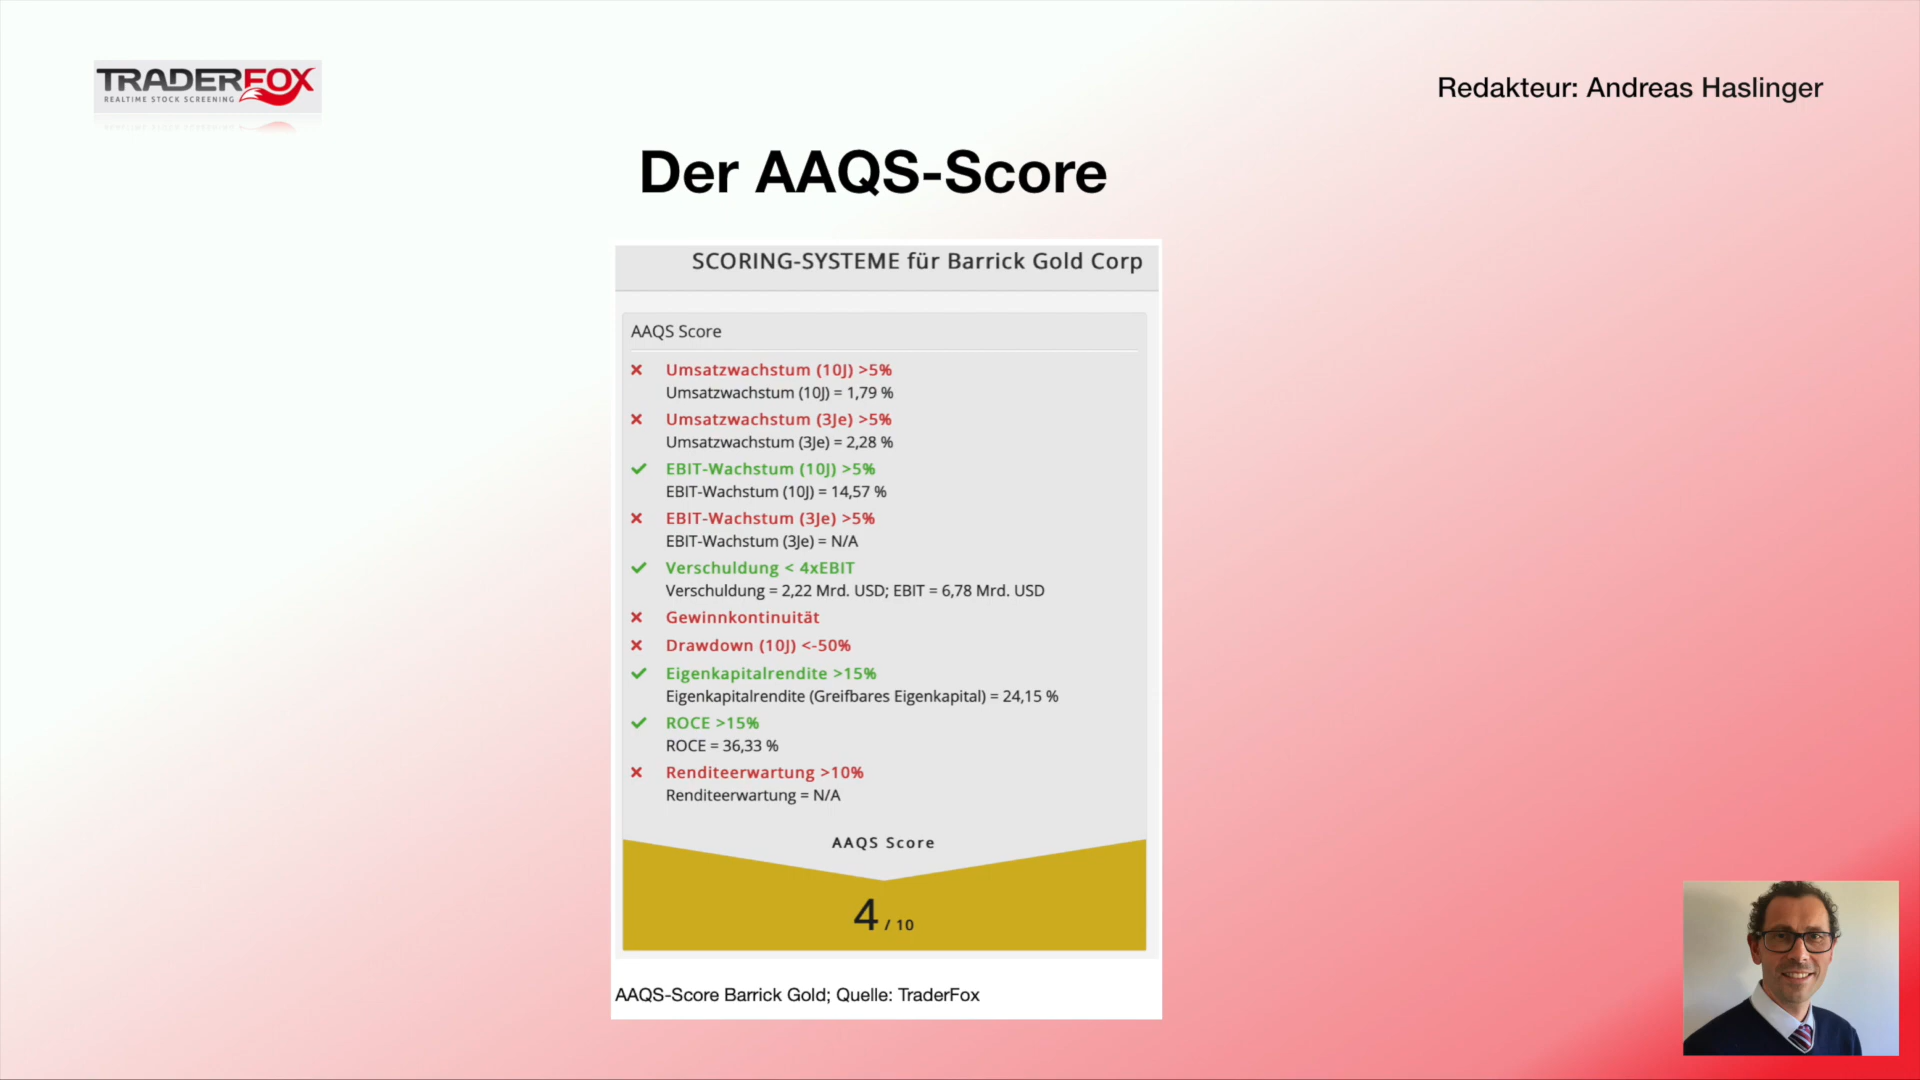 TRADERFOX
REALTIME STOCK SCREENING
Redakteur: Andreas Haslinger
Der AAQS-Score
SCORING-SYSTEME für Barrick Gold Corp
AAQS Score
Umsatzwachstum (10J) >5%
Umsatzwachstum (10J) = 1,79 %
Umsatzwachstum (3Je) >5%
Umsatzwachstum (3Je) = 2,28 %
EBIT-Wachstum (10J) >5%
EBIT-Wachstum (10J) = 14,57 %
EBIT-Wachstum (3Je) >5%
EBIT-Wachstum (3Je) = N/A
Verschuldung < 4xEBIT
Verschuldung = 2,22 Mrd. USD; EBIT = 6,78 Mrd. USD
Gewinnkontinuität
Drawdown (10J) <-50%
Eigenkapitalrendite >15%
Eigenkapitalrendite (Greifbares Eigenkapital) = 24,15 %
ROCE >15%
ROCE = 36,33 %
Renditeerwartung >10%
Renditeerwartung = N/A
AAQS Score
4 / 10
AAQS-Score Barrick Gold; Quelle: TraderFox